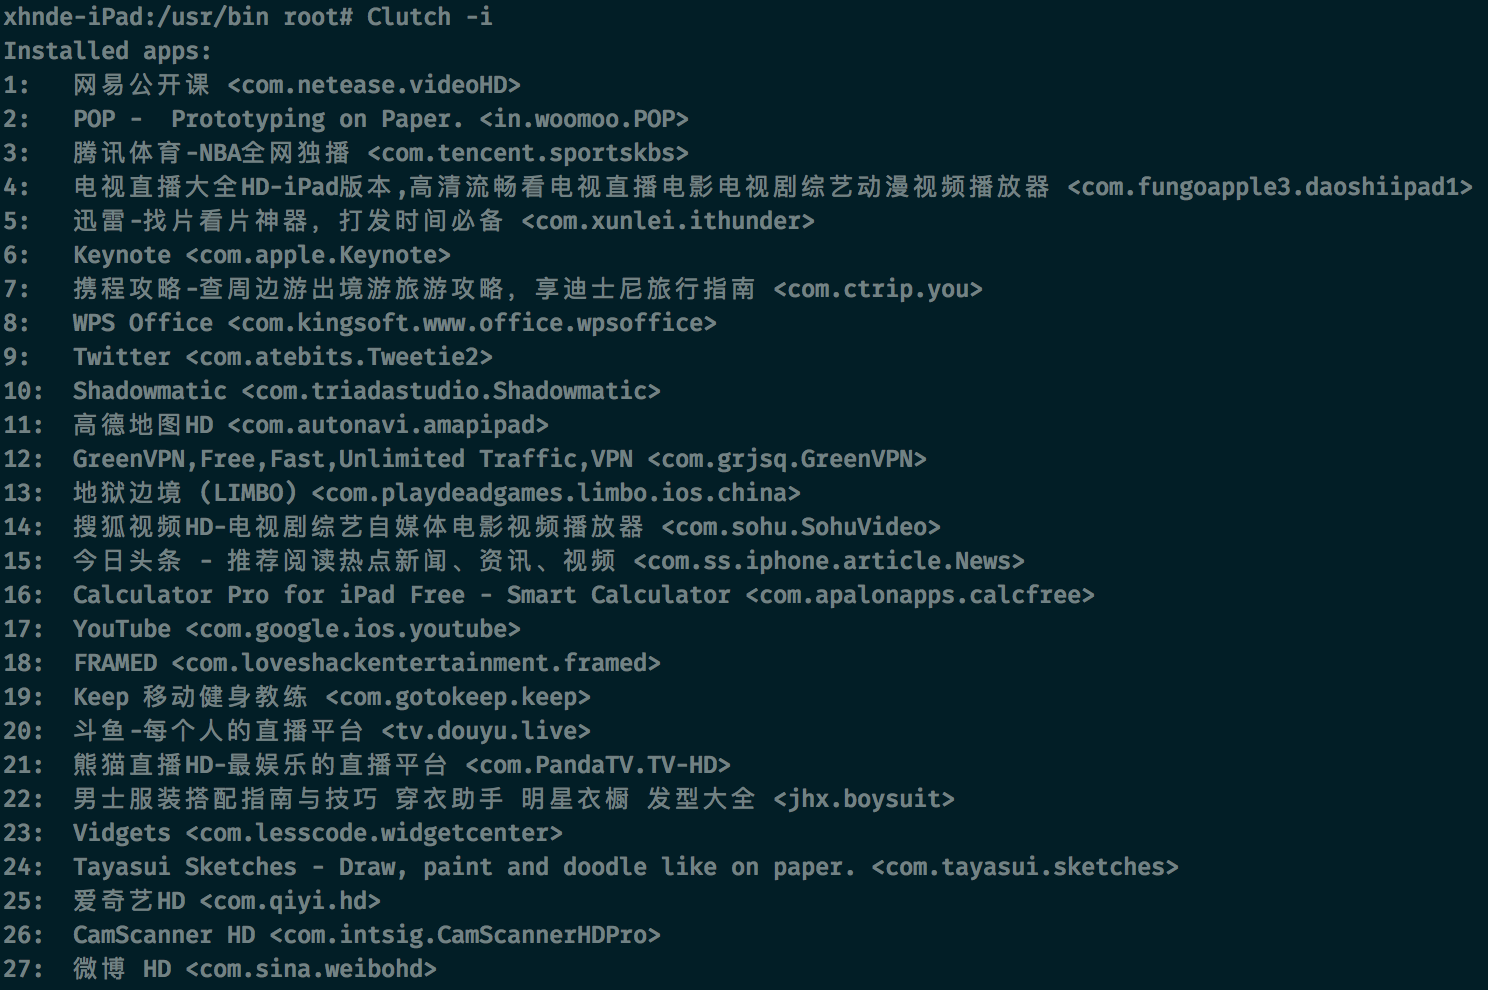 xhnde-iPad:/usr/bin root# Clutch -i
Installed apps:
1:   网易公开课 <com.netease.videoHD>
2:   POP -  Prototyping on Paper. <in.woomoo.POP>
3:   腾讯体育-NBA全网独播 <com.tencent.sportskbs>
4:   电视直播大全HD-iPad版本,高清流畅看电视直播电影电视剧综艺动漫视频播放器 <com.fungoapple3.daoshiipad1>
5:   迅雷-找片看片神器，打发时间必备 <com.xunlei.ithunder>
6:   Keynote <com.apple.Keynote>
7:   携程攻略-查周边游出境游旅游攻略，享迪士尼旅行指南 <com.ctrip.you>
8:   WPS Office <com.kingsoft.www.office.wpsoffice>
9:   Twitter <com.atebits.Tweetie2>
10:  Shadowmatic <com.triadastudio.Shadowmatic>
11:  高德地图HD <com.autonavi.amapipad>
12:  GreenVPN,Free,Fast,Unlimited Traffic,VPN <com.grjsq.GreenVPN>
13:  地狱边境（LIMBO）<com.playdeadgames.limbo.ios.china>
14:  搜狐视频HD-电视剧综艺自媒体电影视频播放器 <com.sohu.SohuVideo>
15:  今日头条 - 推荐阅读热点新闻、资讯、视频 <com.ss.iphone.article.News>
16:  Calculator Pro for iPad Free - Smart Calculator <com.apalonapps.calcfree>
17:  YouTube <com.google.ios.youtube>
18:  FRAMED <com.loveshackentertainment.framed>
19:  Keep 移动健身教练 <com.gotokeep.keep>
20:  斗鱼-每个人的直播平台 <tv.douyu.live>
21:  熊猫直播HD-最娱乐的直播平台 <com.PandaTV.TV-HD>
22:  男士服装搭配指南与技巧 穿衣助手 明星衣橱 发型大全 <jhx.boysuit>
23:  Vidgets <com.lesscode.widgetcenter>
24:  Tayasui Sketches - Draw, paint and doodle like on paper. <com.tayasui.sketches>
25:  爱奇艺HD <com.qiyi.hd>
26:  CamScanner HD <com.intsig.CamScannerHDPro>
27:  微博 HD <com.sina.weibohd>